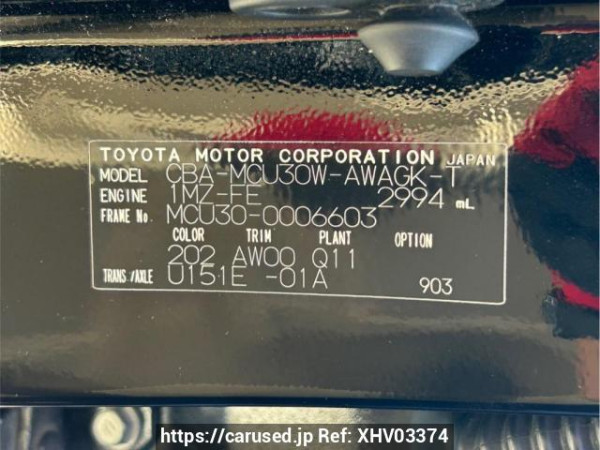 TOYOTA MOTOR CORPORATION JAPAN
MODEL CBA-MCU30W-AWAGK-T
ENGINE 1MZ-FE 2994 mL
FRAME No. MCU30-0006603
COLOR TRIM PLANT OPTION
202 AW00 Q11
TRANS/AXLE U151E -01A 903
https://carused.jp Ref: XHV03374